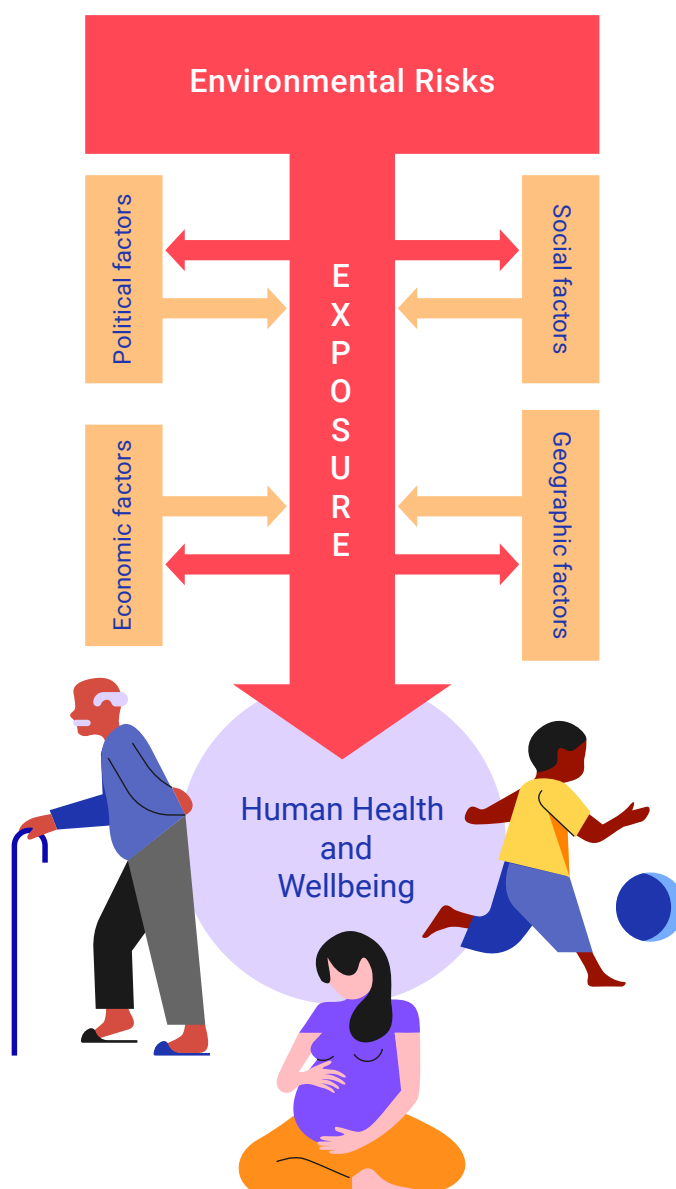 Environmental Risks
Political factors
Social factors
EXPOSURE
Economic factors
Geographic factors
Human Health
and
Wellbeing